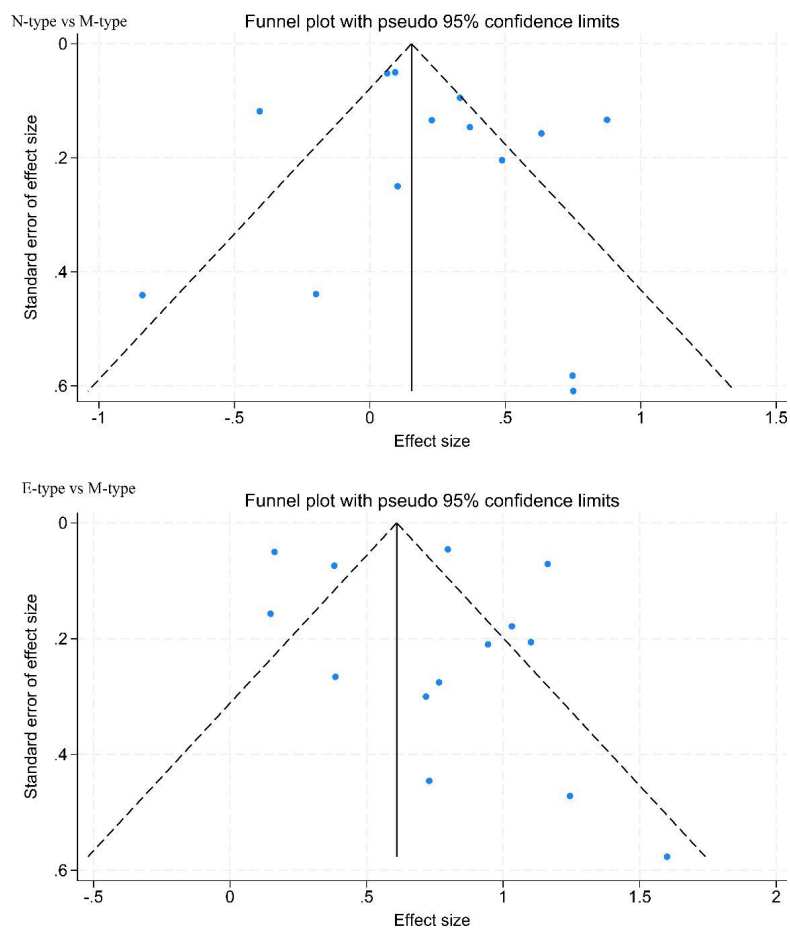 N-type vs M-type
Funnel plot with pseudo 95% confidence limits
Standard error of effect size
0
.2
.4
.6
-1 -.5 0 .5 1 1.5
Effect size
E-type vs M-type
Funnel plot with pseudo 95% confidence limits
Standard error of effect size
0
.2
.4
.6
-.5 0 .5 1 1.5 2
Effect size